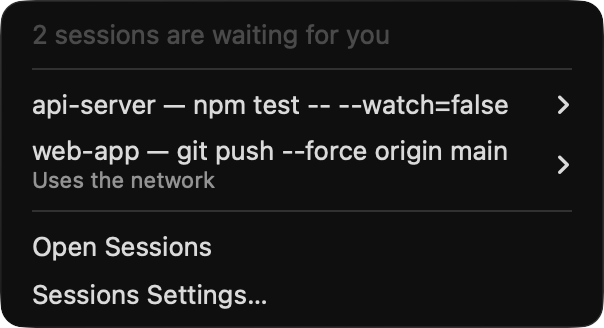 2 sessions are waiting for you
api-server — npm test -- --watch=false
web-app — git push --force origin main
Uses the network
Open Sessions
Sessions Settings...